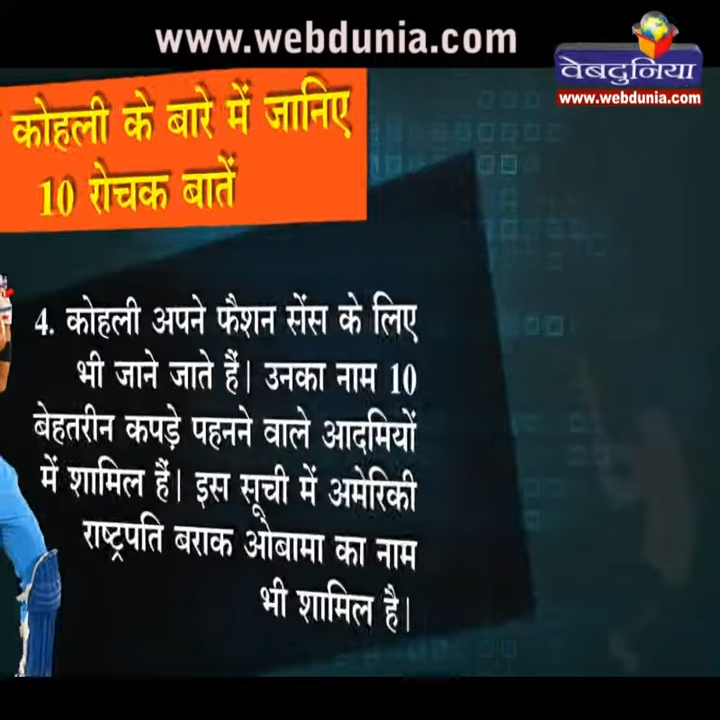 www.webdunia.com
वेबदुनिया
www.webdunia.com
कोहली के बारे में जानिए
10 रोचक बातें
4. कोहली अपने फैशन सेंस के लिए
भी जाने जाते हैं। उनका नाम 10
बेहतरीन कपड़े पहनने वाले आदमियों
में शामिल हैं। इस सूची में अमेरिकी
राष्ट्रपति बराक ओबामा का नाम
भी शामिल है।